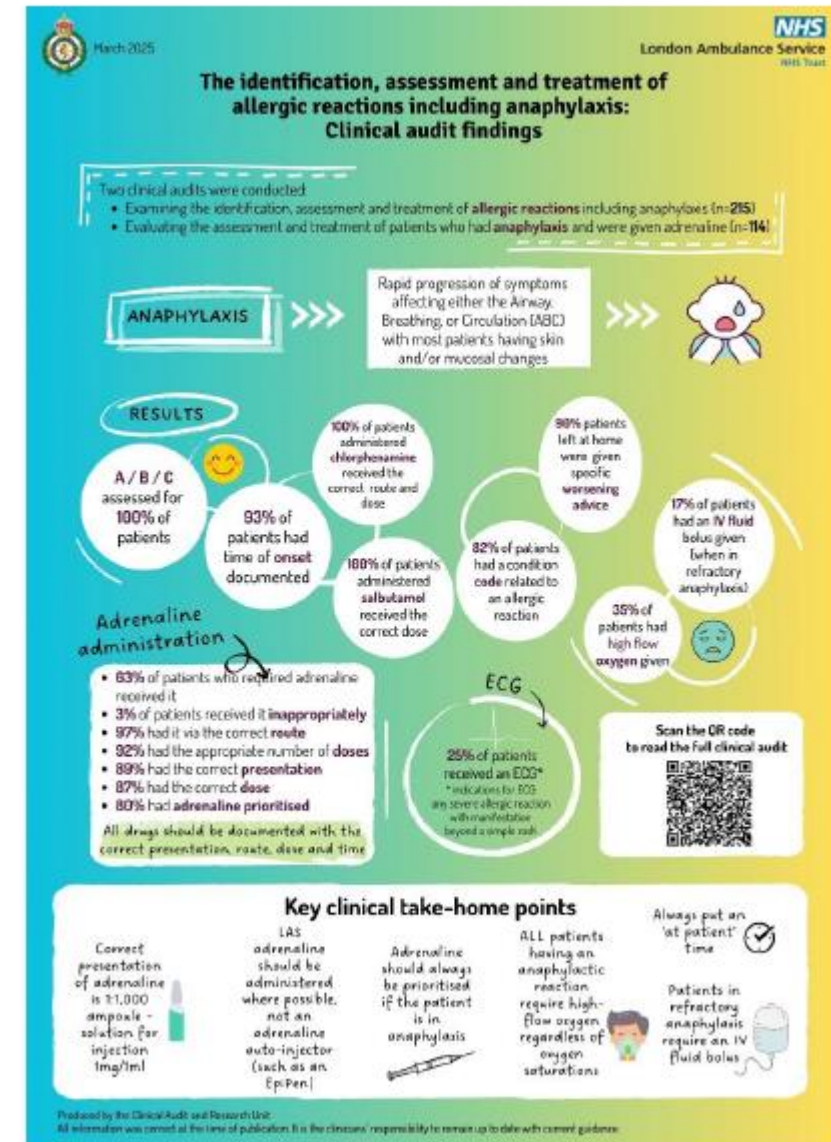 March 2025
NHS
London Ambulance Service
NHS Trust
The identification, assessment and treatment of
allergic reactions including anaphylaxis:
Clinical audit findings
Two clinical audits were conducted:
• Examining the identification, assessment and treatment of allergic reactions including anaphylaxis (n=215)
• Evaluating the assessment and treatment of patients who had anaphylaxis and were given adrenaline (n=114)
ANAPHYLAXIS
Rapid progression of symptoms
affecting either the Airway,
Breathing, or Circulation (ABC)
with most patients having skin
and/or mucosal changes
RESULTS
A / B / C
assessed for
100% of
patients
93% of
patients had
time of onset
documented
100% of patients
administered
chlorphenamine
received the
correct route and
dose
100% of patients
administered
salbutamol
received the
correct dose
82% of patients
had a condition
code related to
an allergic
reaction
patients
left at home
were given
specific
worsening
advice
17% of patients
had an IV fluid
bolus given
(when in
refractory
anaphylaxis)
35% of
patients had
high flow
oxygen given
Adrenaline
administration
• 63% of patients who required adrenaline
received it
• 3% of patients received it inappropriately
• 97% had it via the correct route
• 92% had the appropriate number of doses
• 89% had the correct presentation
• 87% had the correct dose
• 80% had adrenaline prioritised
All drugs should be documented with the
correct presentation, route, dose and time
ECG
25% of patients
received an ECG*
* indications for ECG:
any severe allergic reaction
with manifestation
beyond a simple rash
Scan the QR code
to read the full clinical audit
Key clinical take-home points
Correct
presentation
of adrenaline
is 1:1,000
ampoule -
solution for
injection
1mg/1ml
LAS
adrenaline
should be
administered
where possible,
not an
adrenaline
auto-injector
(such as an
EpiPen)
Adrenaline
should always
be prioritised
if the patient
is in
anaphylaxis
ALL patients
having an
anaphylactic
reaction
require high-
flow oxygen
regardless of
oxygen
saturations
Always put an
'at patient'
time
Patients in
refractory
anaphylaxis
require an IV
fluid bolus
Produced by the Clinical Audit and Research Unit
All information was correct at the time of publication. It is the clinicians' responsibility to remain up to date with current guidance.